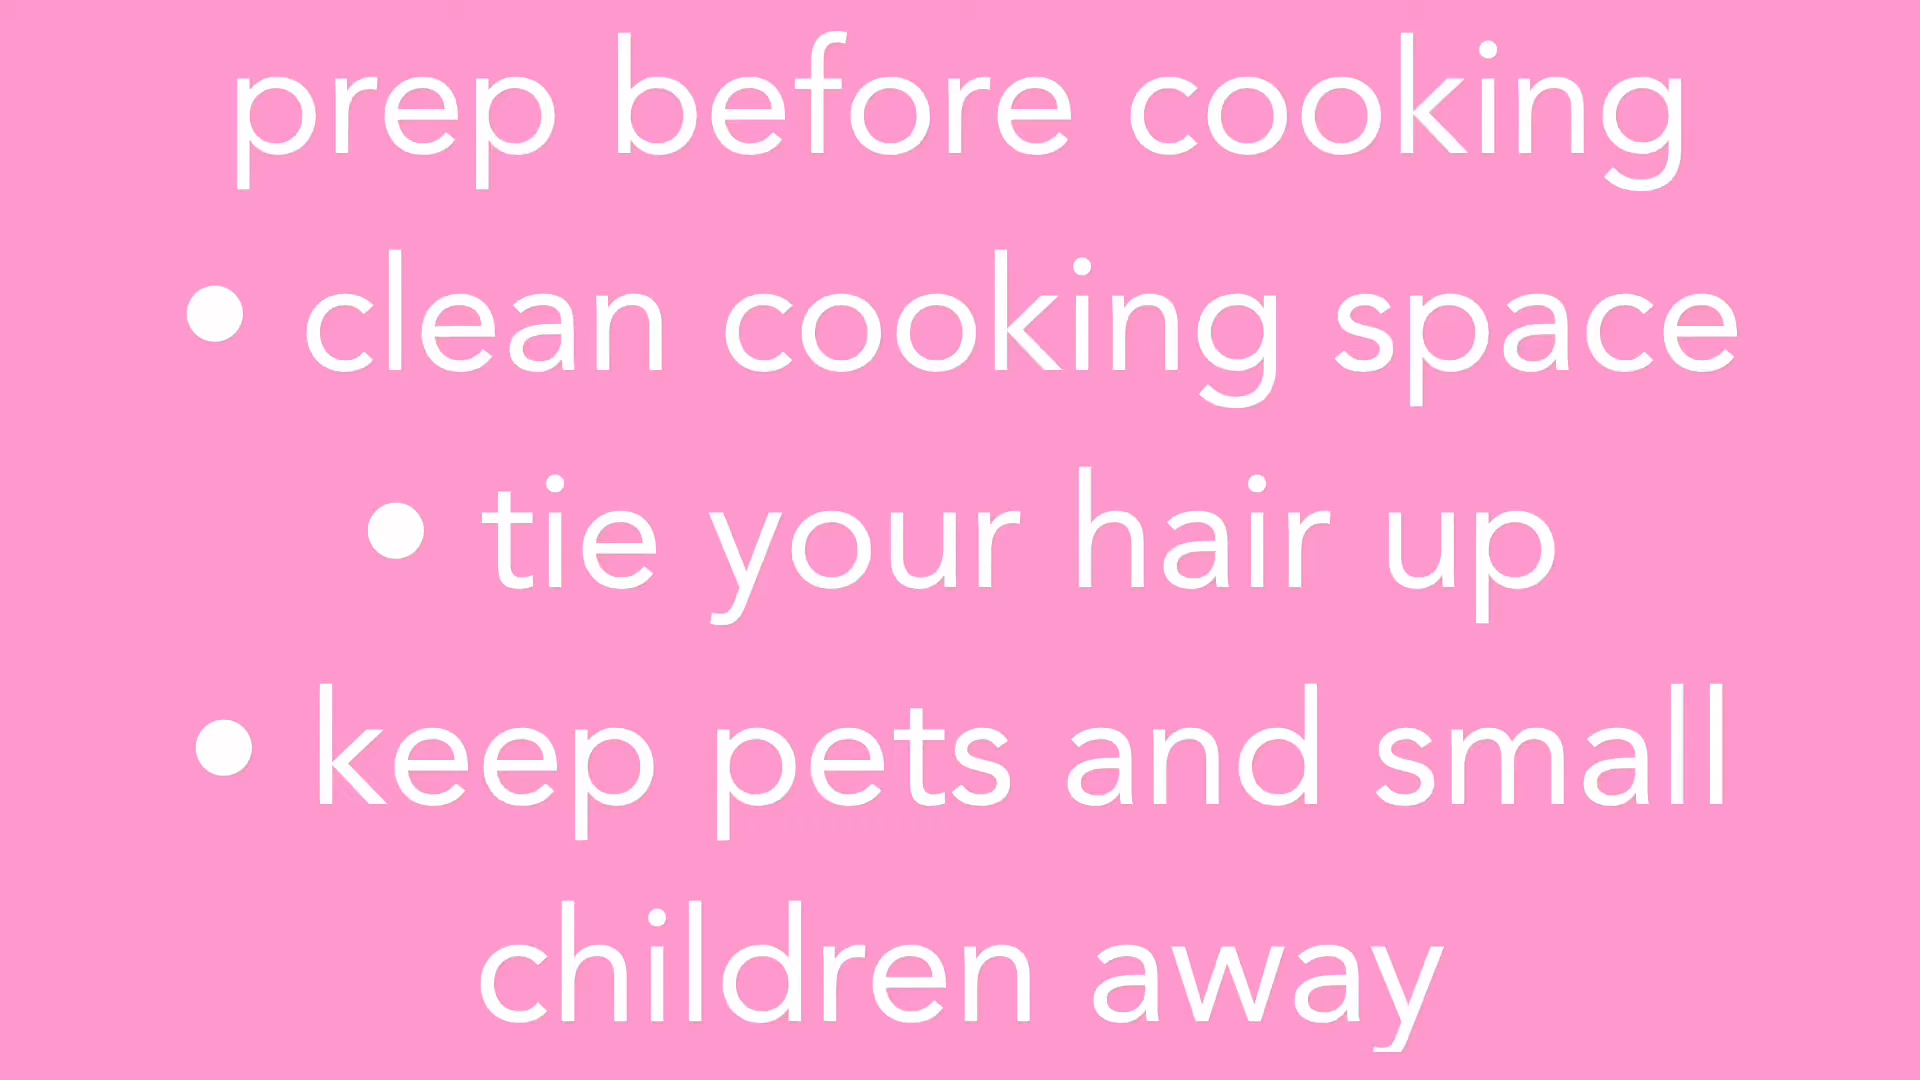 prep before cooking
• clean cooking space
• tie your hair up
• keep pets and small
children away